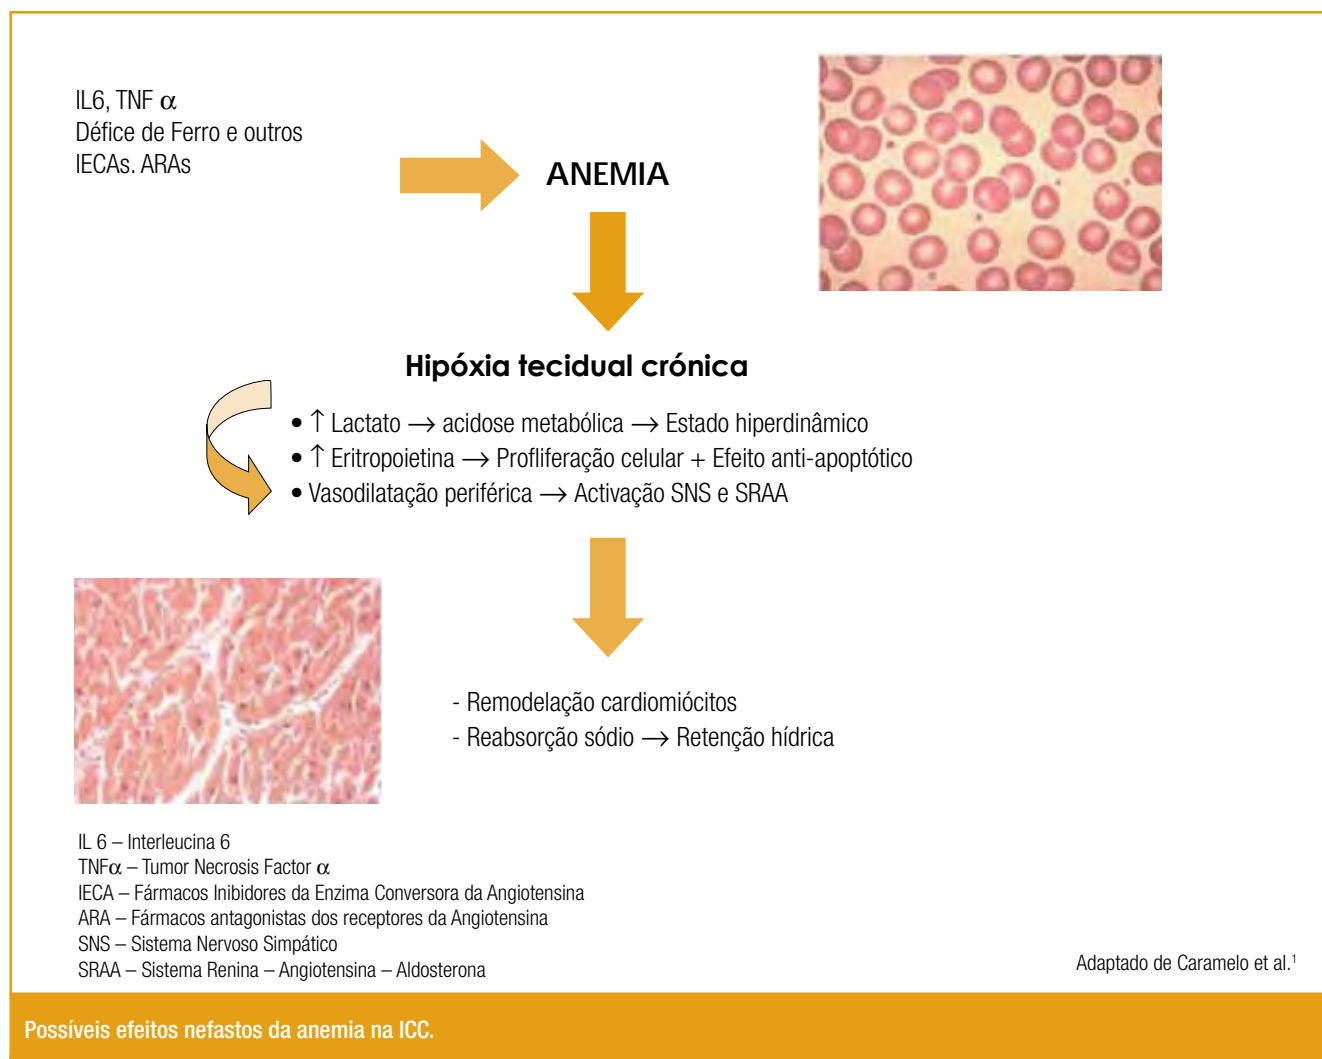 IL6, TNF α
Défice de Ferro e outros
IECAs. ARAs
ANEMIA
Hipóxia tecidual crónica
• ↑ Lactato → acidose metabólica → Estado hiperdinâmico
• ↑ Eritropoietina → Profliferação celular + Efeito anti-apoptótico
• Vasodilatação periférica → Activação SNS e SRAA
- Remodelação cardiomiócitos
- Reabsorção sódio → Retenção hídrica
IL 6 – Interleucina 6
TNFα – Tumor Necrosis Factor α
IECA – Fármacos Inibidores da Enzima Conversora da Angiotensina
ARA – Fármacos antagonistas dos receptores da Angiotensina
SNS – Sistema Nervoso Simpático
SRAA – Sistema Renina – Angiotensina – Aldosterona
Adaptado de Caramelo et al.¹
Possíveis efeitos nefastos da anemia na ICC.